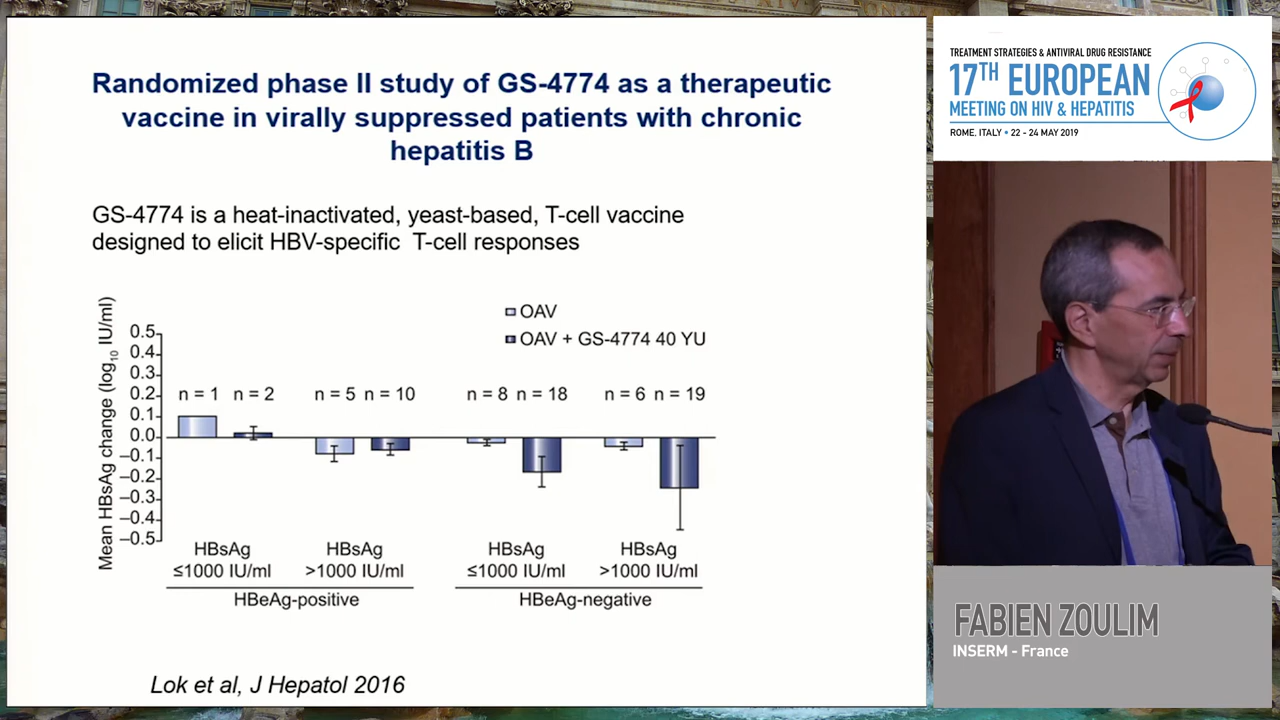 Randomized phase II study of GS-4774 as a therapeutic
vaccine in virally suppressed patients with chronic
hepatitis B
GS-4774 is a heat-inactivated, yeast-based, T-cell vaccine
designed to elicit HBV-specific T-cell responses
Mean HBsAg change (log10 IU/ml)
OAV
OAV + GS-4774 40 YU
0.5
0.4
0.3
0.2
0.1
0.0
–0.1
–0.2
–0.3
–0.4
–0.5
n = 1 n = 2 n = 5 n = 10 n = 8 n = 18 n = 6 n = 19
HBsAg HBsAg HBsAg HBsAg
≤1000 IU/ml >1000 IU/ml ≤1000 IU/ml >1000 IU/ml
HBeAg-positive HBeAg-negative
Lok et al, J Hepatol 2016
TREATMENT STRATEGIES & ANTIVIRAL DRUG RESISTANCE
17TH EUROPEAN
MEETING ON HIV & HEPATITIS
ROME, ITALY • 22 - 24 MAY 2019
FABIEN ZOULIM
INSERM - France